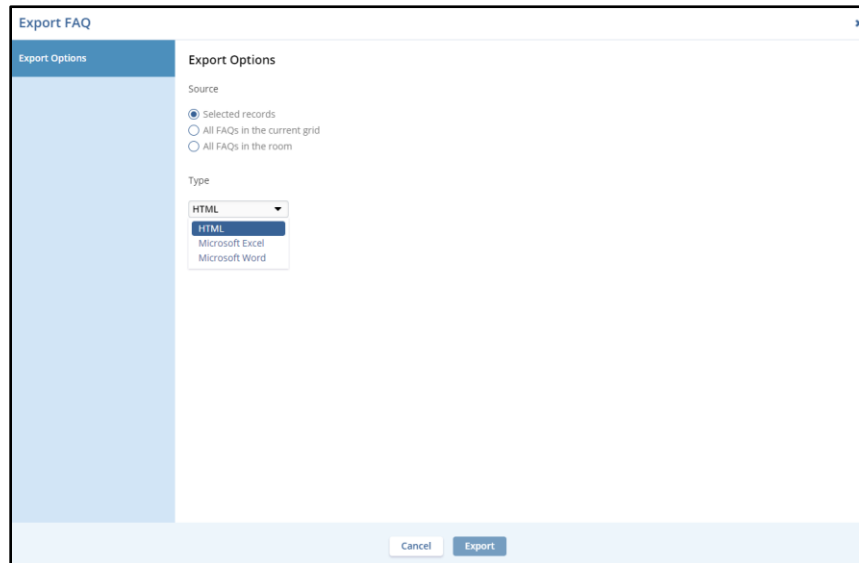 Export FAQ
Export Options
Export Options
Source
Selected records
All FAQs in the current grid
All FAQs in the room
Type
HTML
HTML
Microsoft Excel
Microsoft Word
Cancel
Export